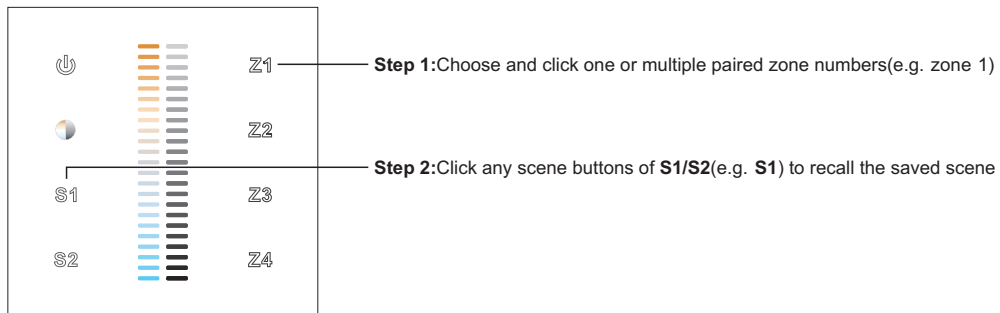 Z1
Step 1:Choose and click one or multiple paired zone numbers(e.g. zone 1)
Z2
Step 2:Click any scene buttons of S1/S2(e.g. S1) to recall the saved scene
S1
Z3
S2
Z4